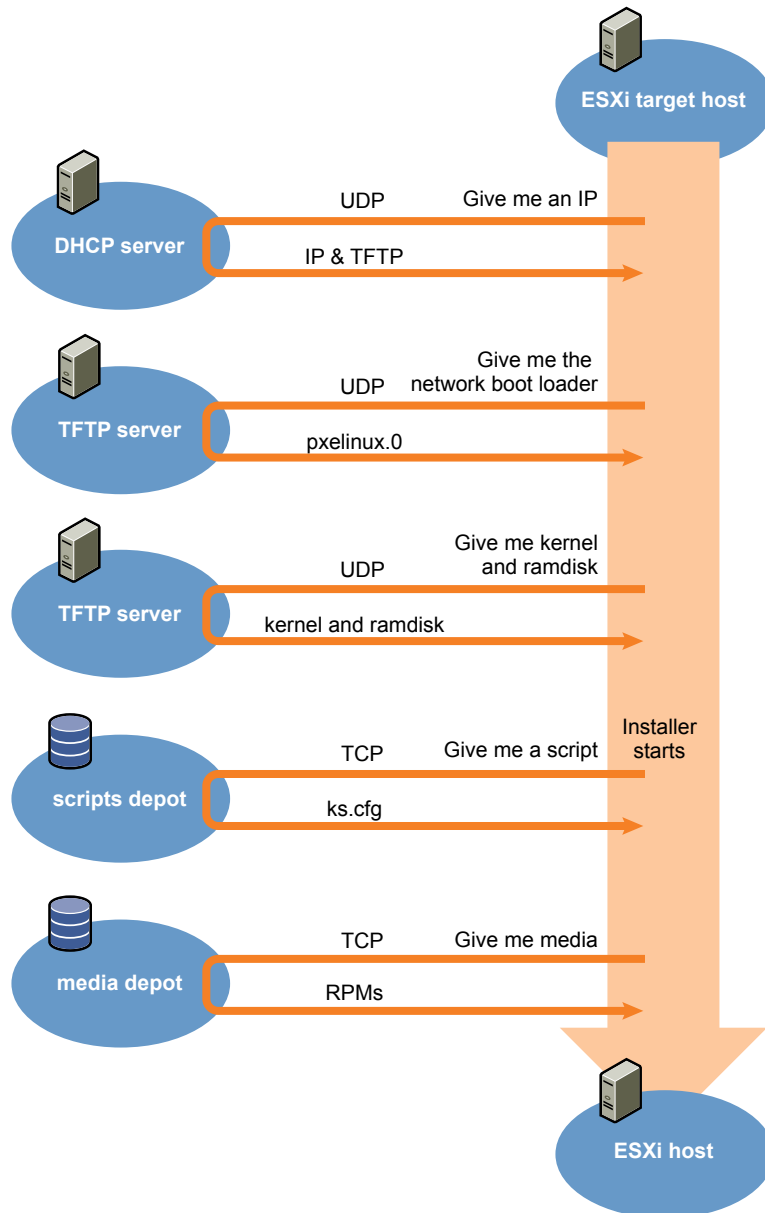 ESXi target host
UDP
Give me an IP
DHCP server
IP & TFTP
Give me the
network boot loader
UDP
TFTP server
pxelinux.0
Give me kernel
and ramdisk
UDP
TFTP server
kernel and ramdisk
Installer
starts
TCP
Give me a script
scripts depot
ks.cfg
TCP
Give me media
media depot
RPMs
ESXi host